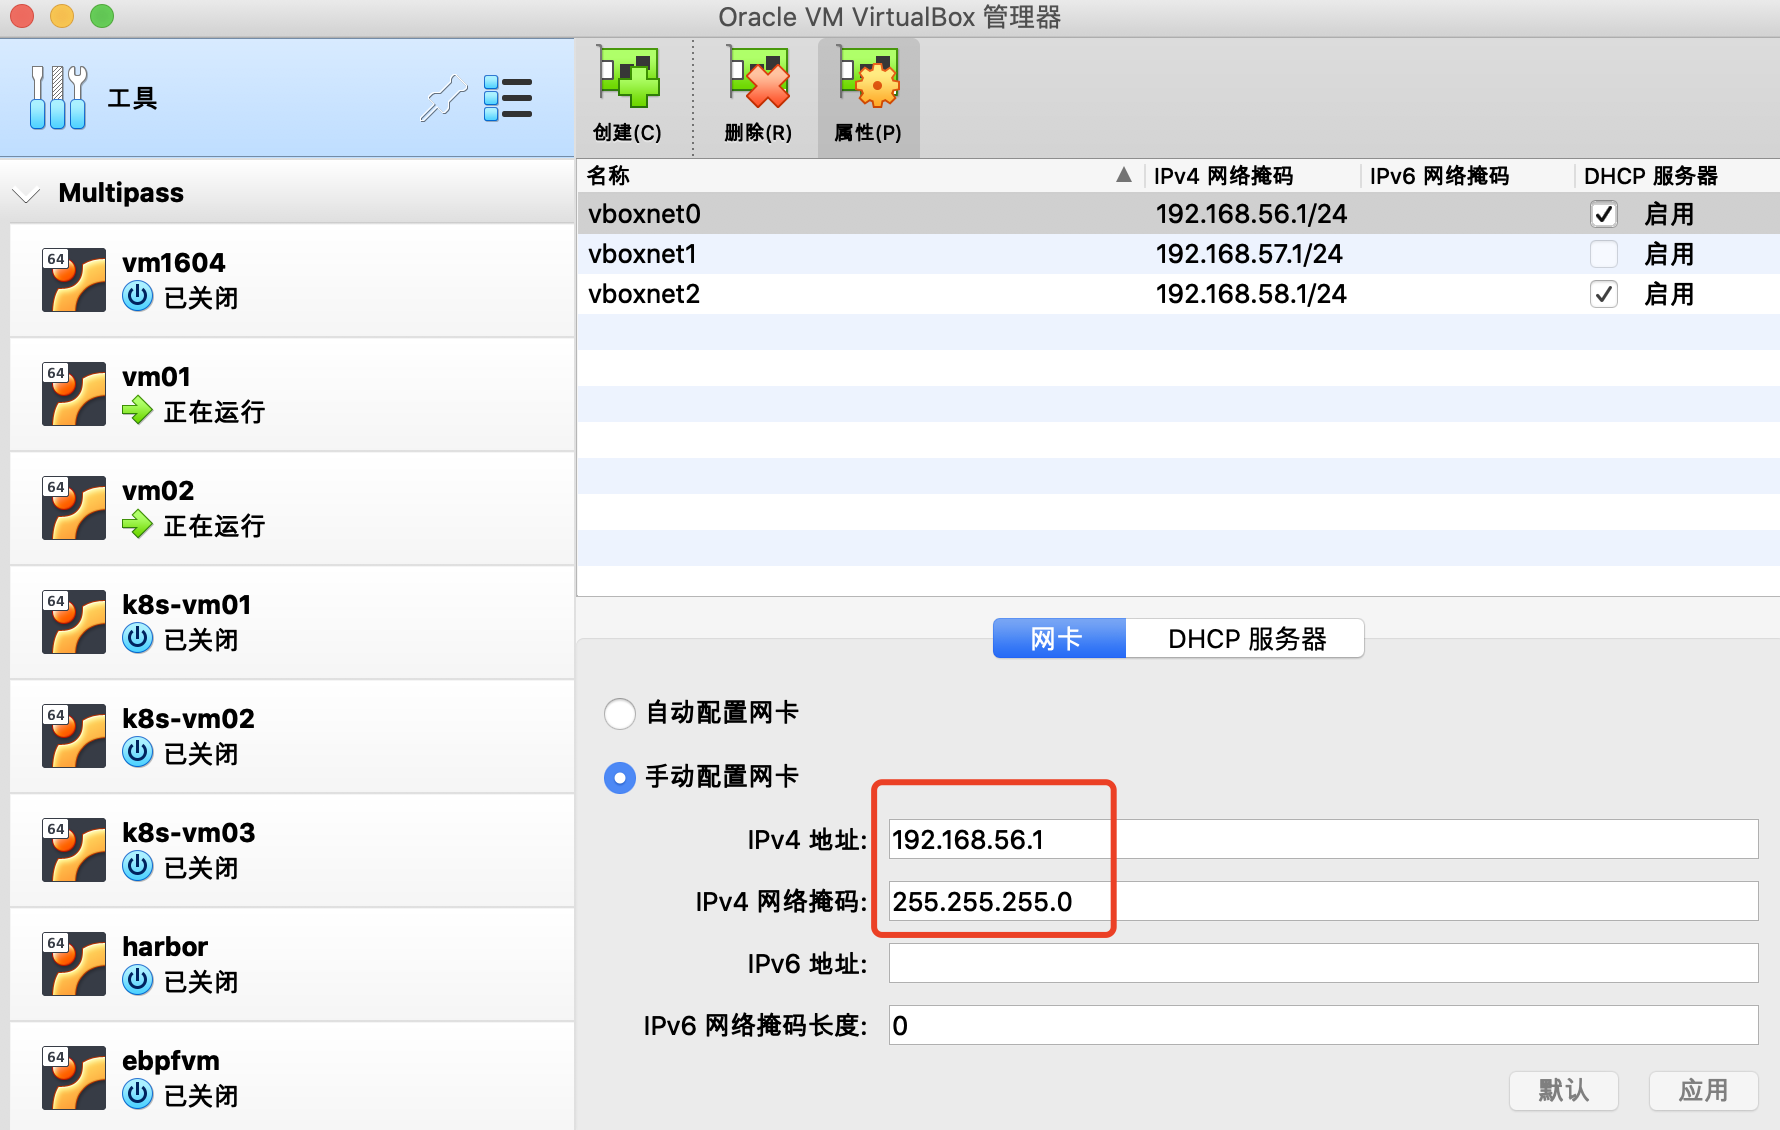 Oracle VM VirtualBox 管理器
工具
创建(C)
删除(R)
属性(P)
Multipass
64
vm1604
已关闭
64
vm01
正在运行
64
vm02
正在运行
64
k8s-vm01
已关闭
64
k8s-vm02
已关闭
64
k8s-vm03
已关闭
64
harbor
已关闭
64
ebpfvm
已关闭
名称 IPv4 网络掩码 IPv6 网络掩码 DHCP 服务器
vboxnet0 192.168.56.1/24 启用
vboxnet1 192.168.57.1/24 启用
vboxnet2 192.168.58.1/24 启用
网卡 DHCP 服务器
自动配置网卡
手动配置网卡
IPv4 地址: 192.168.56.1
IPv4 网络掩码: 255.255.255.0
IPv6 地址:
IPv6 网络掩码长度: 0
默认 应用